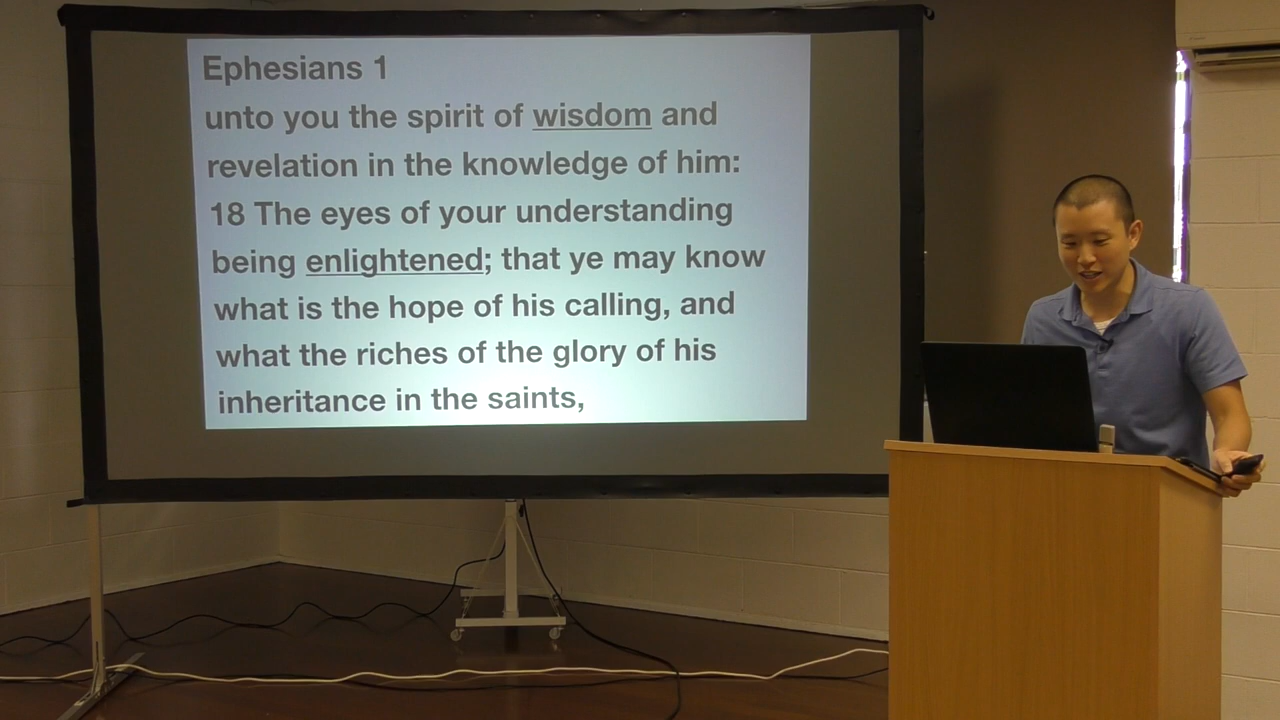 Ephesians 1
unto you the spirit of wisdom and
revelation in the knowledge of him:
18 The eyes of your understanding
being enlightened; that ye may know
what is the hope of his calling, and
what the riches of the glory of his
inheritance in the saints,